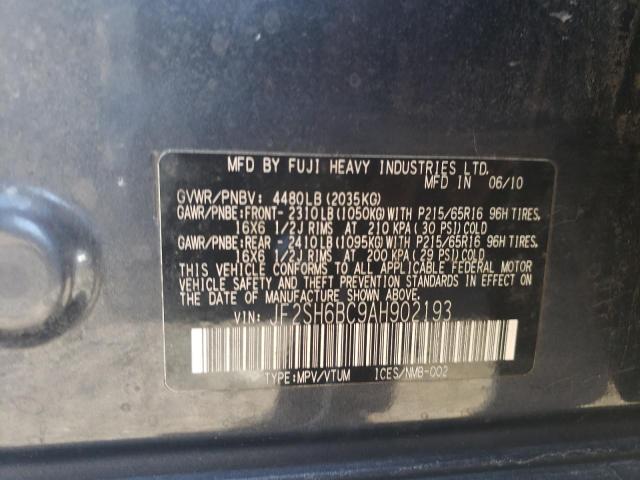 MFD BY FUJI HEAVY INDUSTRIES LTD.
MFD IN 06/10
GVWR/PNBV: 4480LB(2035KG)
GAWR/PNBE:FRONT- 2310LB(1050KG)WITH P215/65R16 96H TIRES.
16X6 1/2J RIMS AT 210 KPA(30 PSI)COLD
GAWR/PNBE:REAR - 2410LB(1095KG)WITH P215/65R16 96H TIRES.
16X6 1/2J RIMS AT 200 KPA(29 PSI)COLD
THIS VEHICLE CONFORMS TO ALL APPLICABLE FEDERAL MOTOR
VEHICLE SAFETY AND THEFT PREVENTION STANDARDS IN EFFECT ON
THE DATE OF MANUFACTURE SHOWN ABOVE.
VIN: JF2SH6BC9AH902193
TYPE:MPV/VTUM ICES/NMB-002